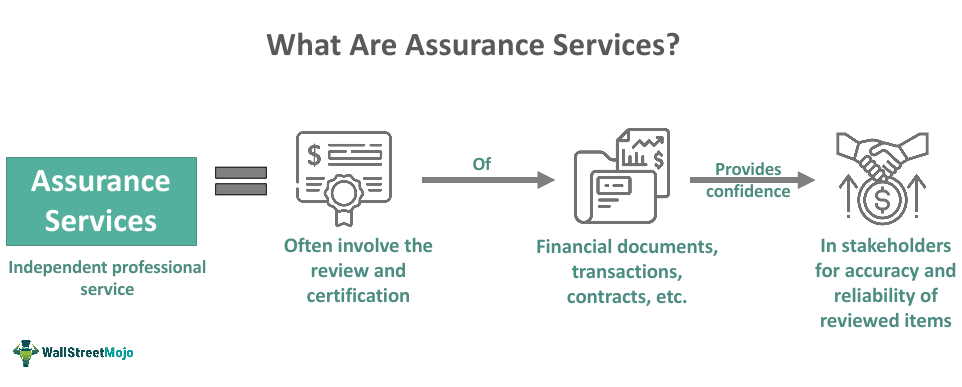 What Are Assurance Services?
Assurance
Services
Independent professional
service
$
Often involve the
review and
certification
Of
$
Financial documents,
transactions,
contracts, etc.
Provides
confidence
$
In stakeholders
for accuracy and
reliability of
reviewed items
WallStreetMojo